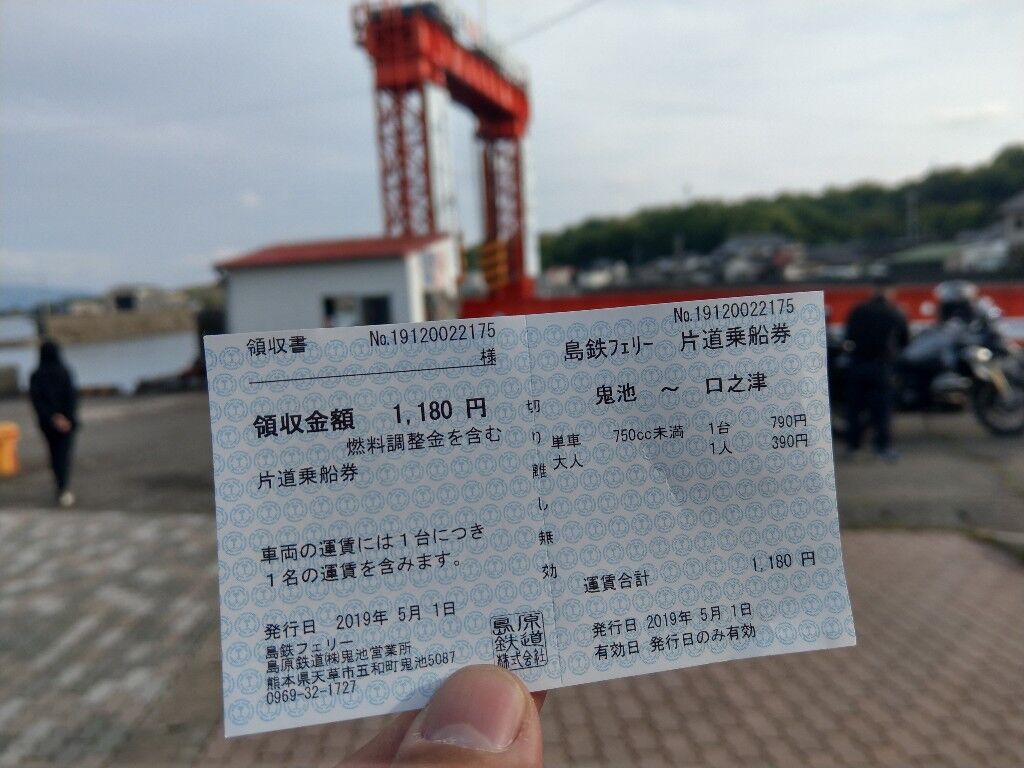 領収書 No.19120022175
様
領収金額 1,180 円
燃料調整金を含む
片道乗船券
車両の運賃には1台につき
1名の運賃を含みます。
発行日 2019年 5月 1日
島鉄フェリー
島原鉄道㈱鬼池営業所
熊本県天草市五和町鬼池5087
0969-32-1727
島原
鉄道
株式会社
切り離し無効
No.19120022175
島鉄フェリー 片道乗船券
鬼池 ～ 口之津
単車 750cc未満 1台 790円
大人 1人 390円
運賃合計 1,180 円
発行日 2019年 5月 1日
有効日 発行日のみ有効